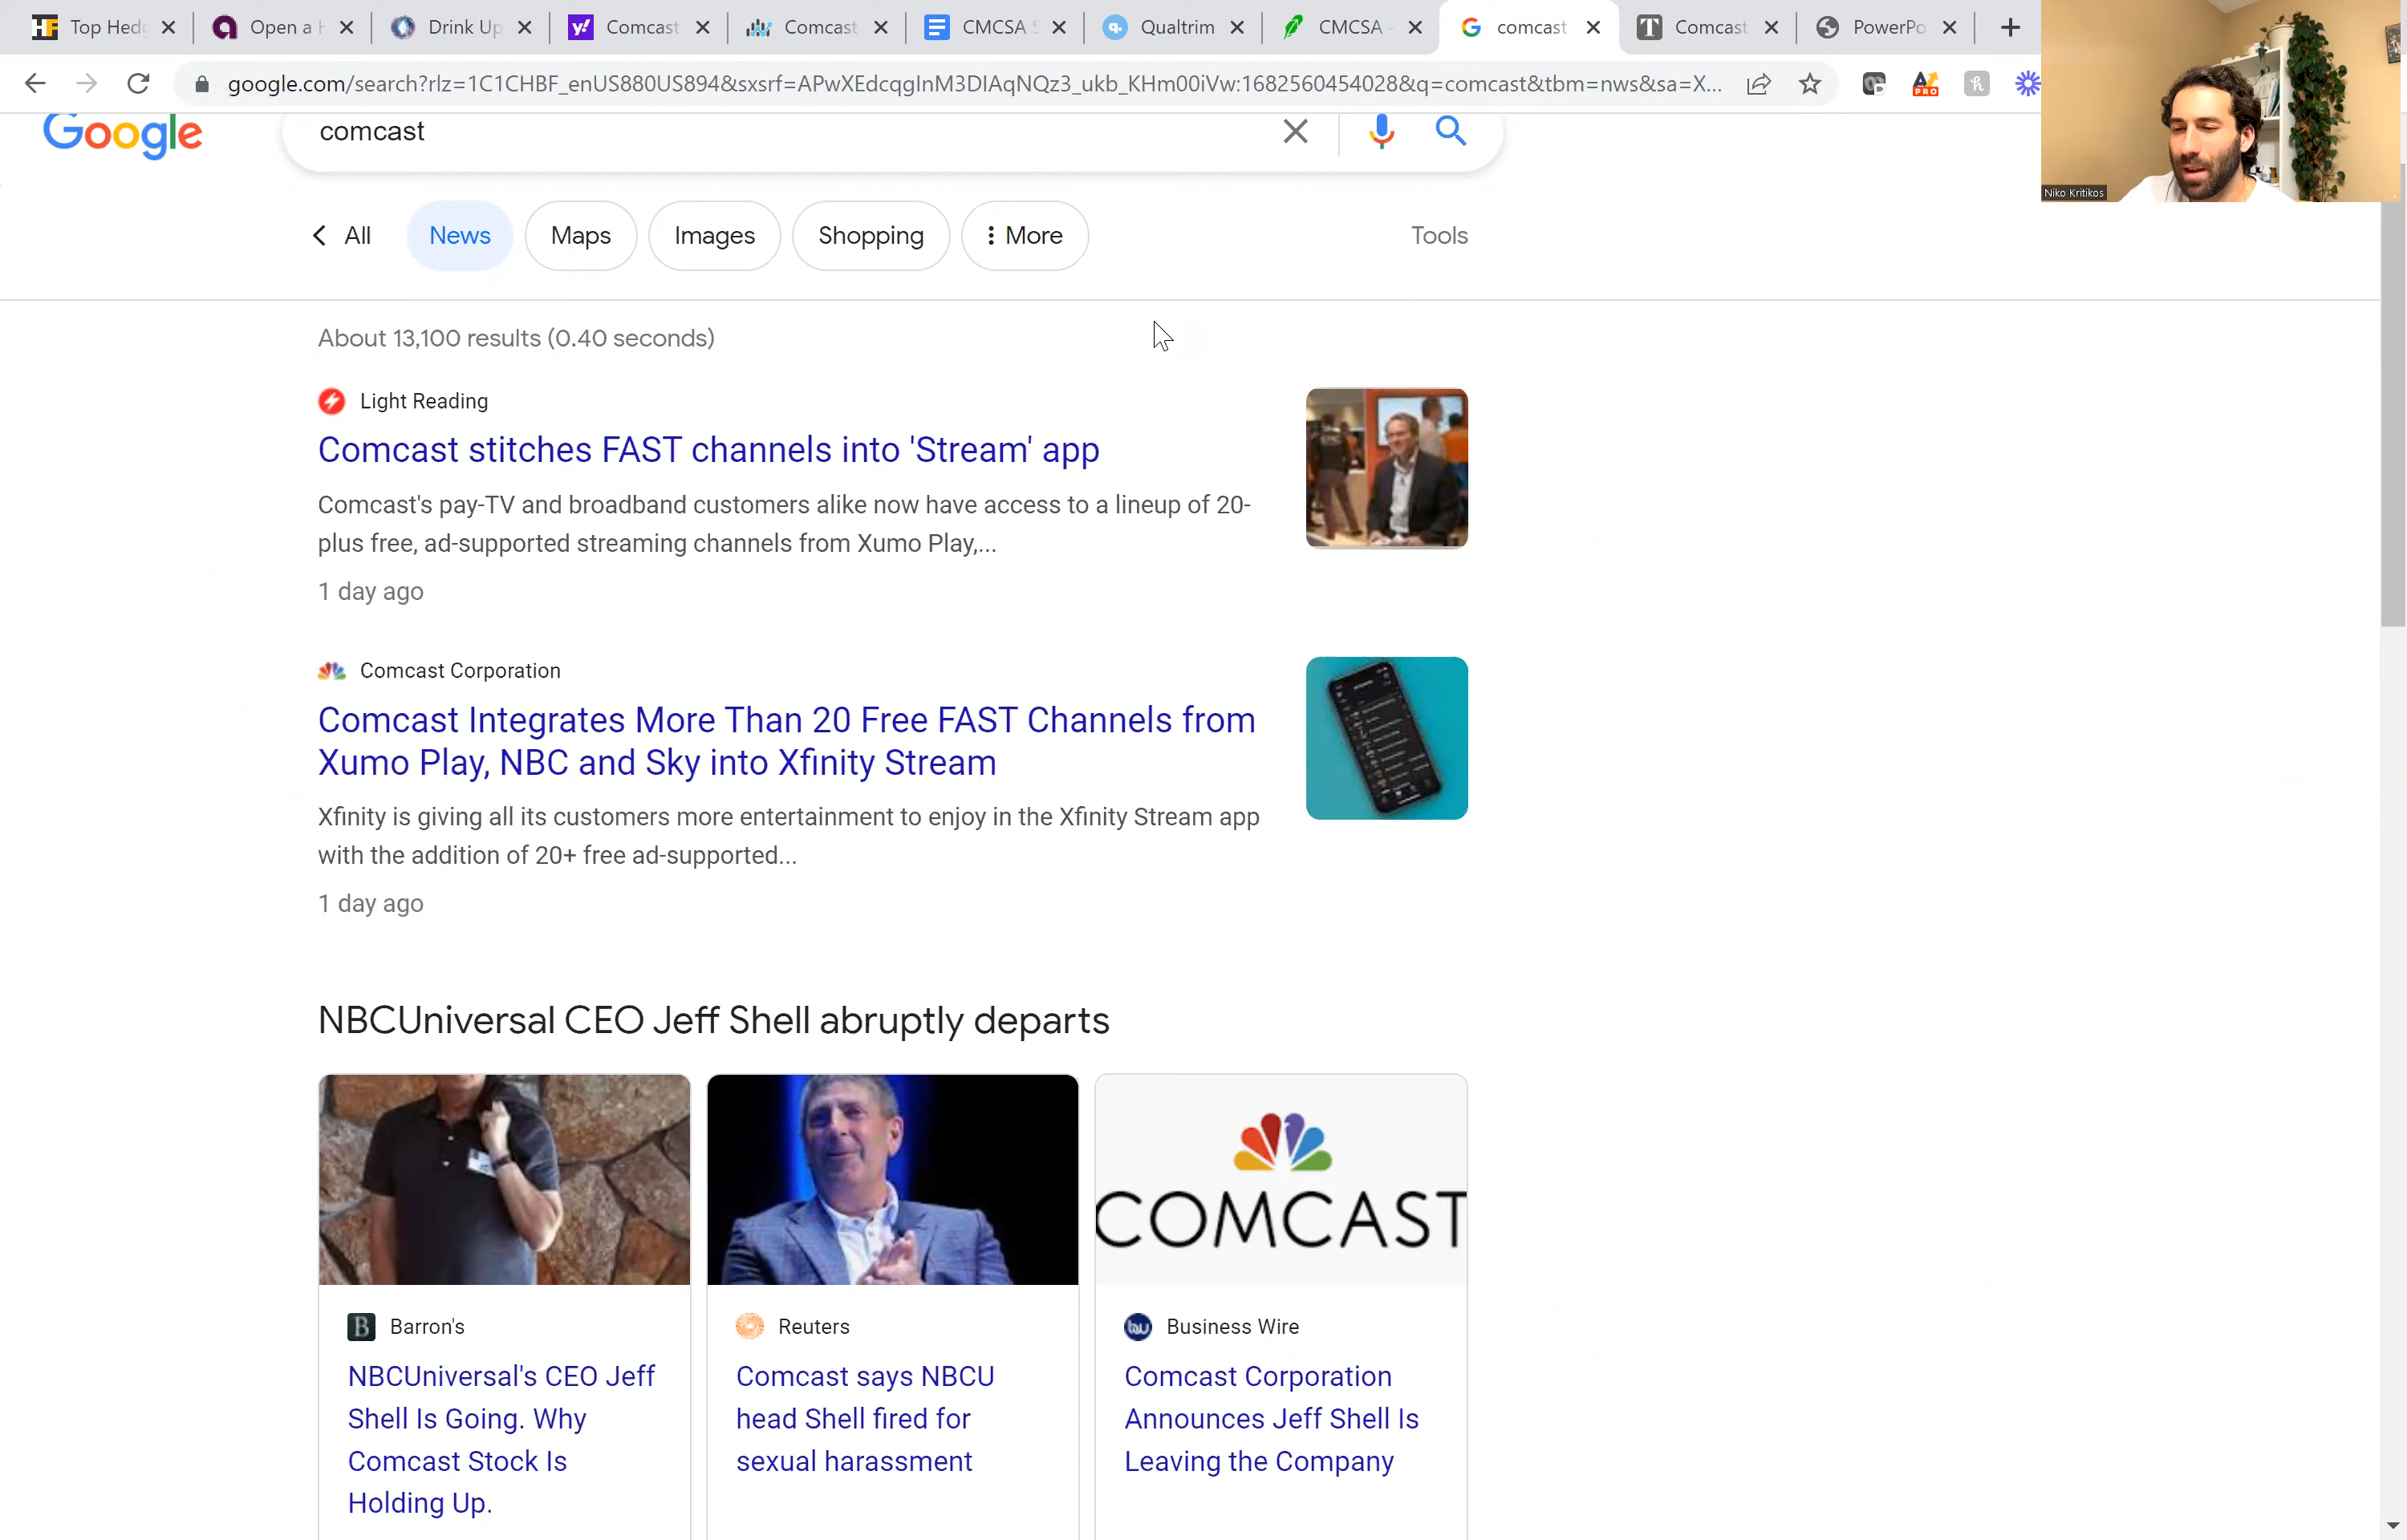 Top Hed
Open a H
Drink Up
Comcast
Comcast
CMCSA S
Qualtrim
CMCSA -
comcast
Comcast
PowerPo
google.com/search?rlz=1C1CHBF_enUS880US894&sxsrf=APwXEdcqgInM3DIAqNQz3_ukb_KHm00iVw:1682560454028&q=comcast&tbm=nws&sa=X...
Niko Kritikos
Google
comcast
All
News
Maps
Images
Shopping
More
Tools
About 13,100 results (0.40 seconds)
Light Reading
Comcast stitches FAST channels into 'Stream' app
Comcast's pay-TV and broadband customers alike now have access to a lineup of 20-
plus free, ad-supported streaming channels from Xumo Play,...
1 day ago
Comcast Corporation
Comcast Integrates More Than 20 Free FAST Channels from
Xumo Play, NBC and Sky into Xfinity Stream
Xfinity is giving all its customers more entertainment to enjoy in the Xfinity Stream app
with the addition of 20+ free ad-supported...
1 day ago
NBCUniversal CEO Jeff Shell abruptly departs
COMCAST
Barron's
NBCUniversal's CEO Jeff
Shell Is Going. Why
Comcast Stock Is
Holding Up.
Reuters
Comcast says NBCU
head Shell fired for
sexual harassment
Business Wire
Comcast Corporation
Announces Jeff Shell Is
Leaving the Company